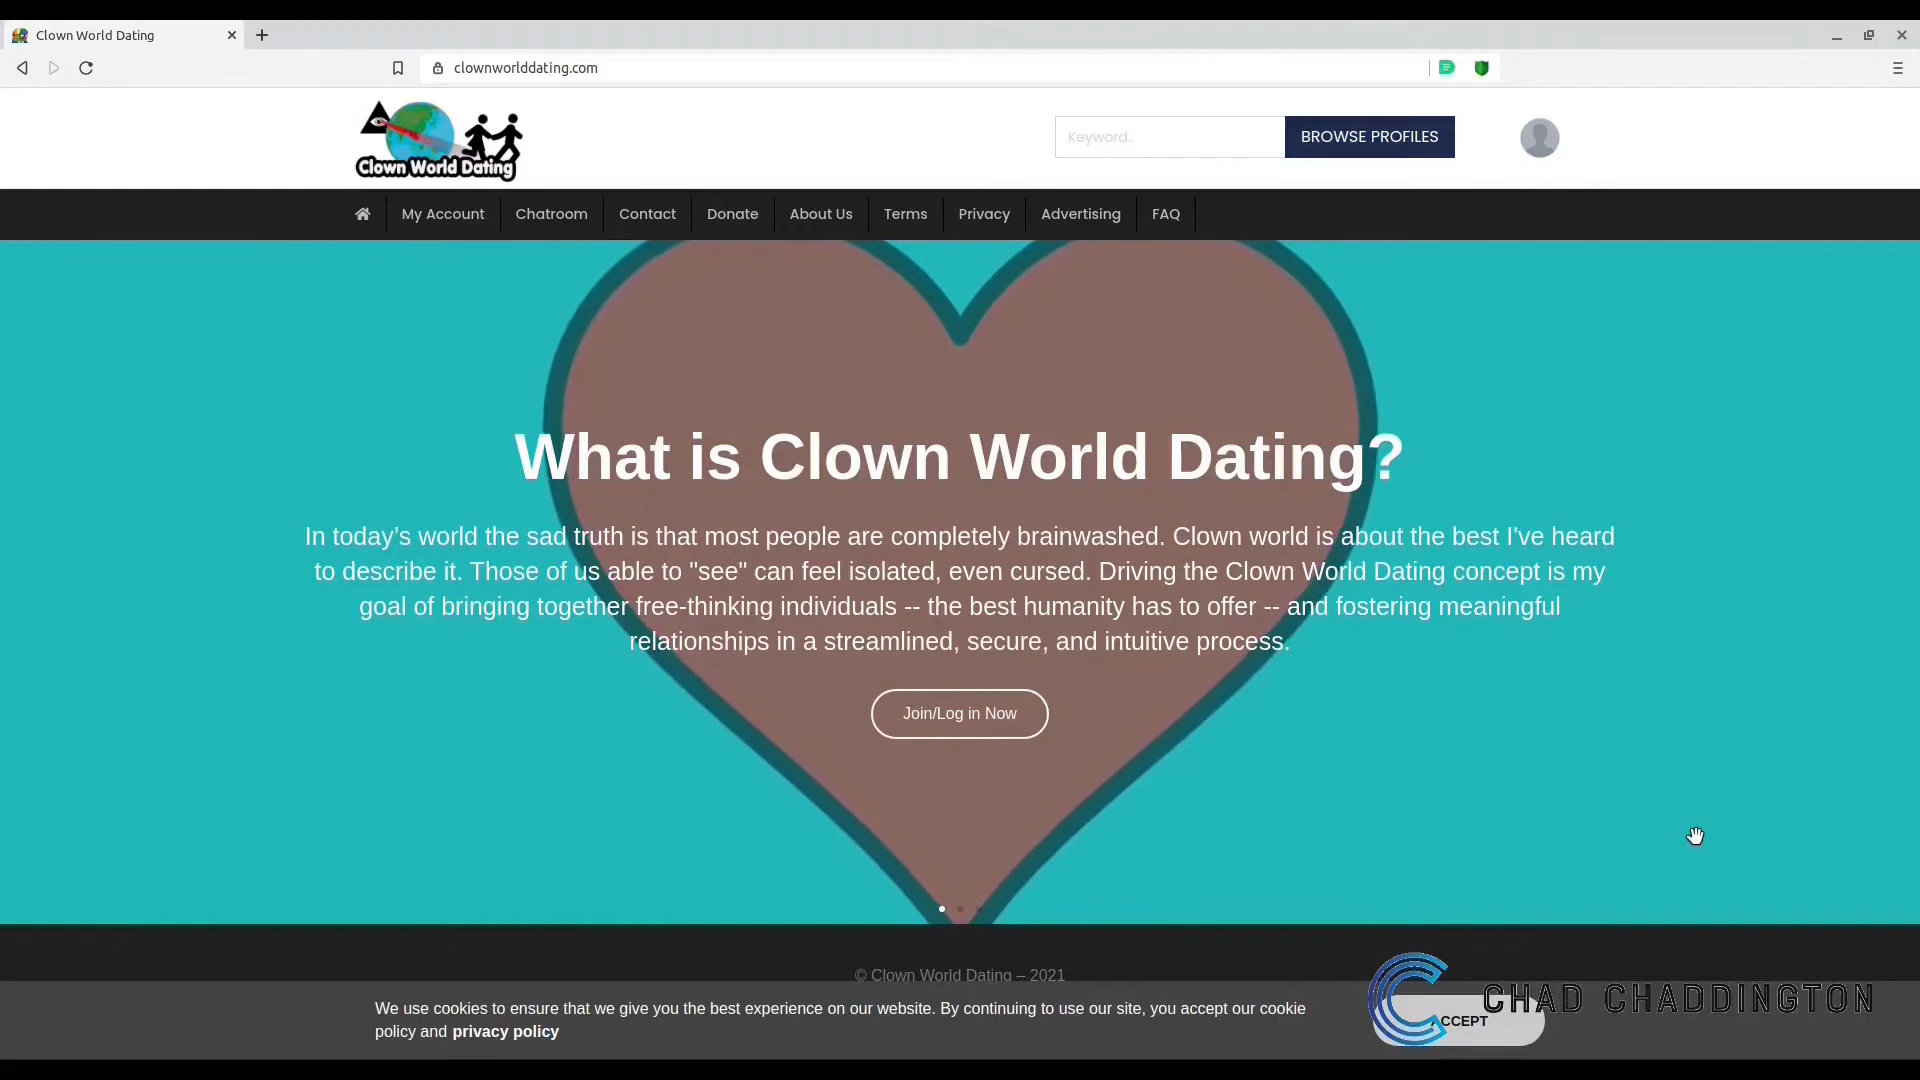 Clown World Dating
clownworlddating.com
Clown World Dating
Keyword..
BROWSE PROFILES
My Account
Chatroom
Contact
Donate
About Us
Terms
Privacy
Advertising
FAQ
What is Clown World Dating?
In today’s world the sad truth is that most people are completely brainwashed. Clown world is about the best I've heard
to describe it. Those of us able to "see" can feel isolated, even cursed. Driving the Clown World Dating concept is my
goal of bringing together free-thinking individuals -- the best humanity has to offer -- and fostering meaningful
relationships in a streamlined, secure, and intuitive process.
Join/Log in Now
© Clown World Dating – 2021
We use cookies to ensure that we give you the best experience on our website. By continuing to use our site, you accept our cookie
policy and privacy policy
ACCEPT
CHAD CHADDINGTON